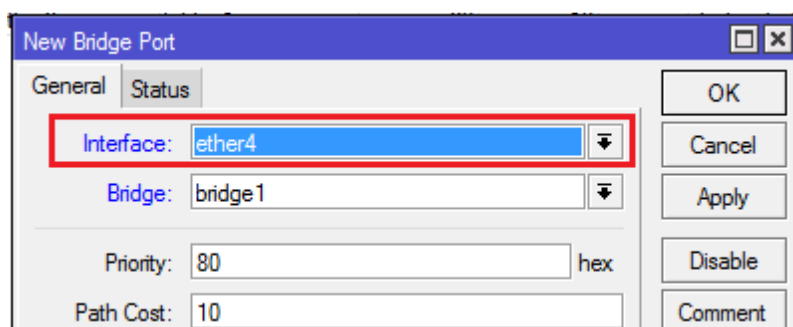 New Bridge Port
General Status
OK
Interface: ether4
Cancel
Bridge: bridge1
Apply
Priority: 80 hex
Disable
Path Cost: 10
Comment